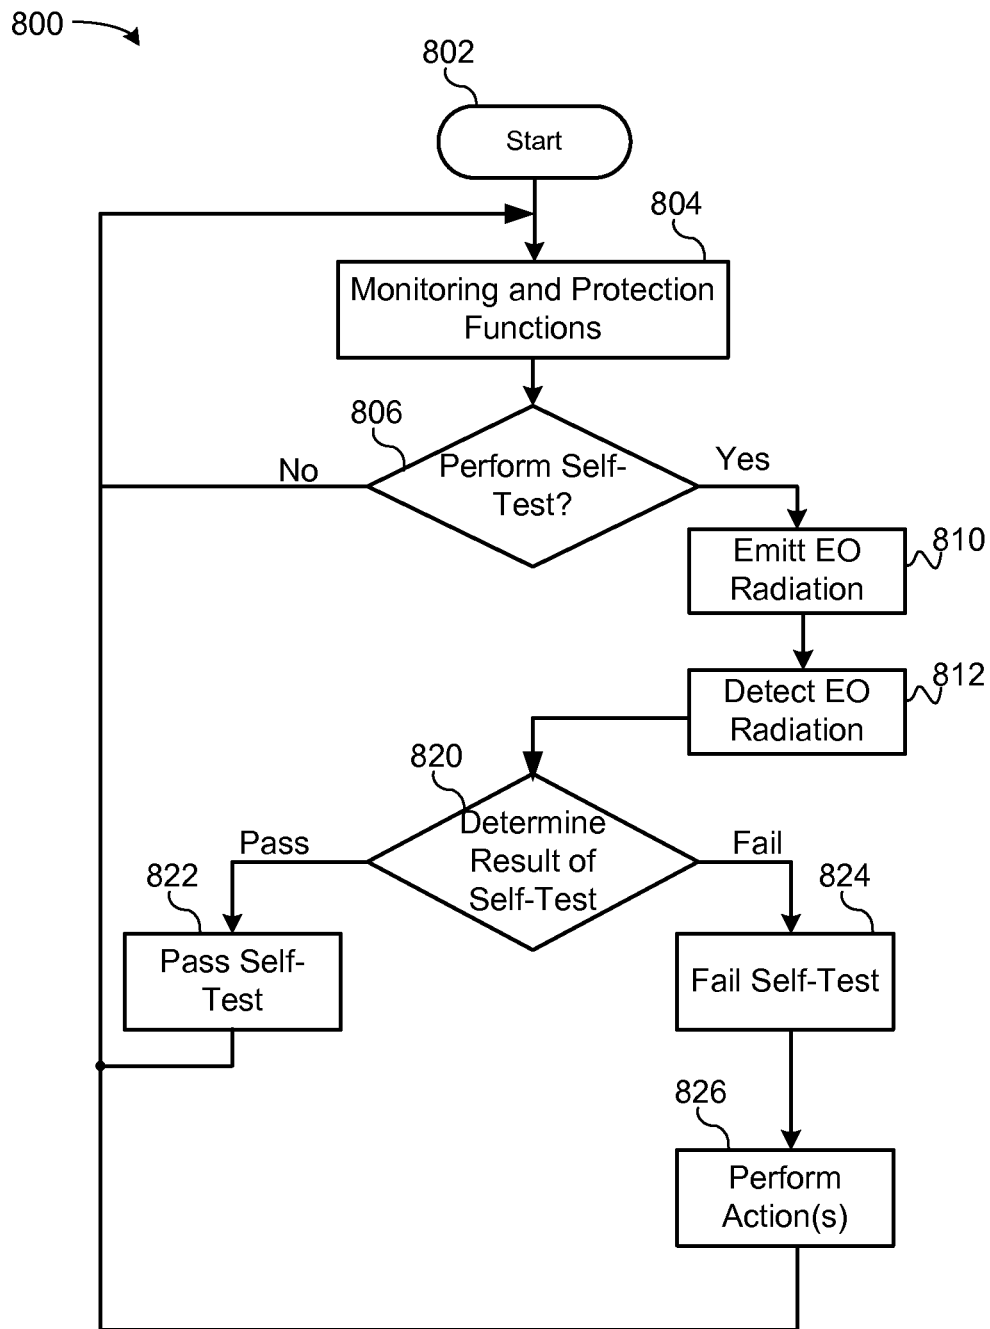 800
802
Start
804
Monitoring and Protection
Functions
806
Perform Self-
Test?
No
Yes
810
Emitt EO
Radiation
812
Detect EO
Radiation
820
Determine
Result of
Self-Test
Pass
Fail
822
Pass Self-
Test
824
Fail Self-Test
826
Perform
Action(s)